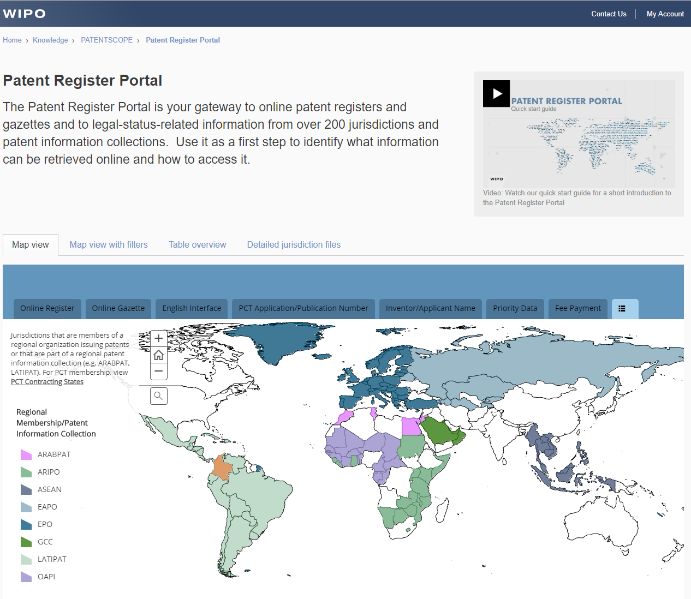 WIPO
Contact Us | My Account
Home › Knowledge › PATENTSCOPE › Patent Register Portal
Patent Register Portal
The Patent Register Portal is your gateway to online patent registers and
gazettes and to legal-status-related information from over 200 jurisdictions and
patent information collections. Use it as a first step to identify what information
can be retrieved online and how to access it.
PATENT REGISTER PORTAL
Quick start guide
WIPO
Video: Watch our quick start guide for a short introduction to
the Patent Register Portal
Map view
Map view with filters
Table overview
Detailed jurisdiction files
Online Register
Online Gazette
English Interface
PCT Application/Publication Number
Inventor/Applicant Name
Priority Data
Fee Payment
Jurisdictions that are members of a
regional organization issuing patents
or that are part of a regional patent
information collection (e.g. ARABPAT,
LATIPAT). For PCT membership, view
PCT Contracting States
Regional
Membership/Patent
Information Collection
ARABPAT
ARIPO
ASEAN
EAPO
EPO
GCC
LATIPAT
OAPI